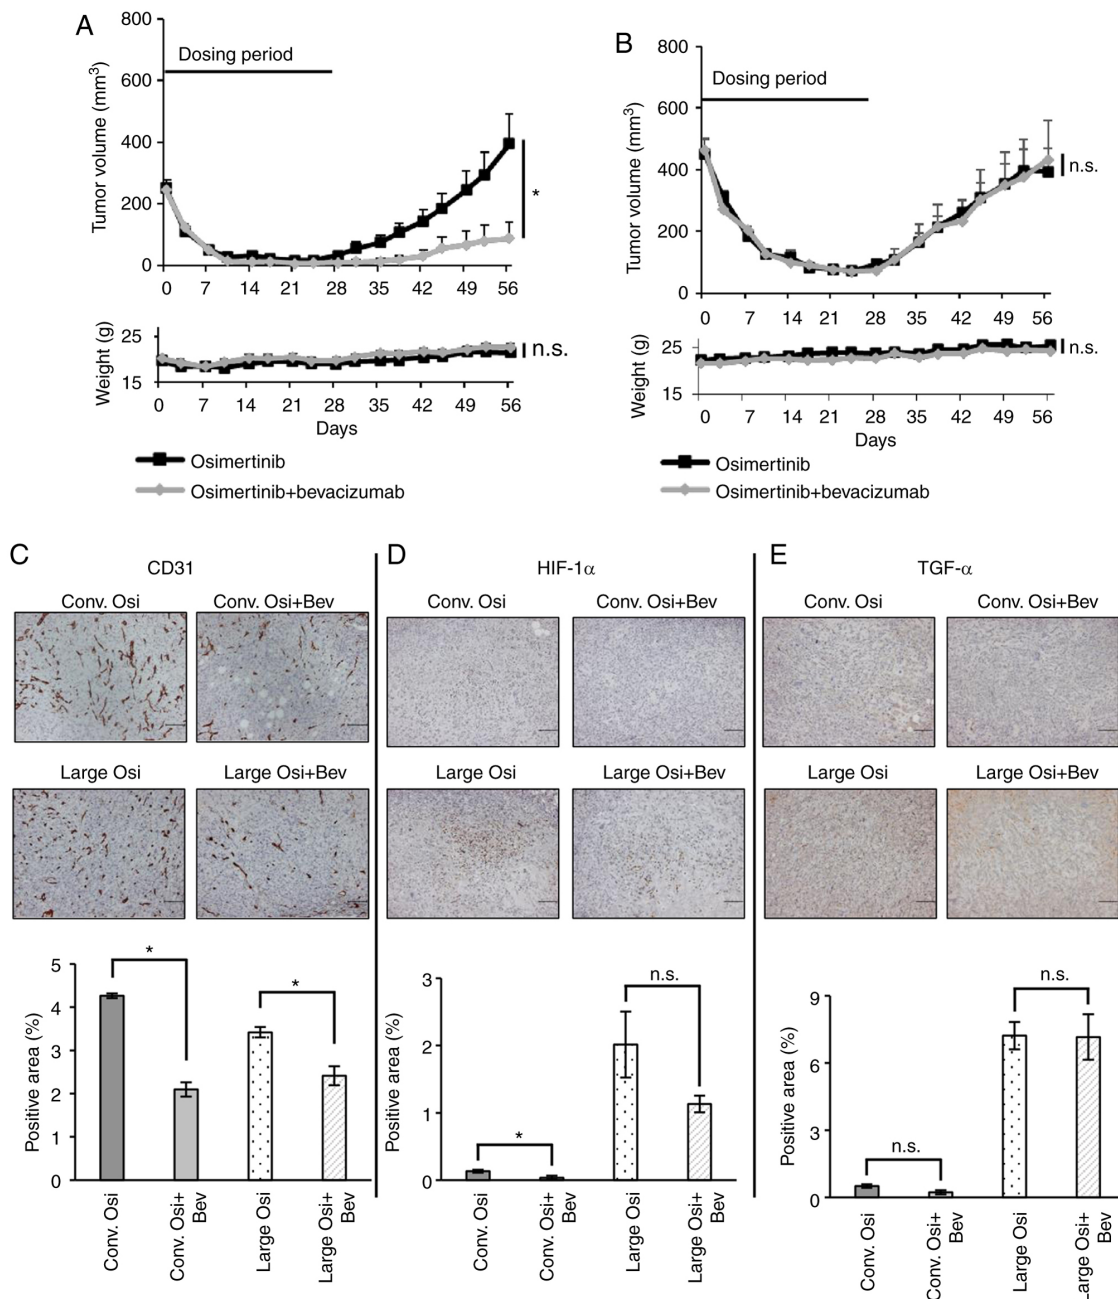 A
800
Dosing period
600
400
200
0
Tumor volume (mm3)
*
0 7 14 21 28 35 42 49 56
25
15
Weight (g)
n.s.
0 7 14 21 28 35 42 49 56
Days
Osimertinib
Osimertinib+bevacizumab
B
800
Dosing period
600
400
200
0
Tumor volume (mm3)
n.s.
0 7 14 21 28 35 42 49 56
25
15
Weight (g)
n.s.
0 7 14 21 28 35 42 49 56
Days
Osimertinib
Osimertinib+bevacizumab
C
CD31
Conv. Osi Conv. Osi+Bev
Large Osi Large Osi+Bev
* *
5
4
3
2
1
0
Positive area (%)
Conv. Osi
Conv. Osi+
Bev
Large Osi
Large Osi+
Bev
D
HIF-1α
Conv. Osi Conv. Osi+Bev
Large Osi Large Osi+Bev
n.s.
*
3
2
1
0
Positive area (%)
Conv. Osi
Conv. Osi+
Bev
Large Osi
Large Osi+
Bev
E
TGF-α
Conv. Osi Conv. Osi+Bev
Large Osi Large Osi+Bev
n.s.
n.s.
9
6
3
0
Positive area (%)
Conv. Osi
Conv. Osi+
Bev
Large Osi
Large Osi+
Bev